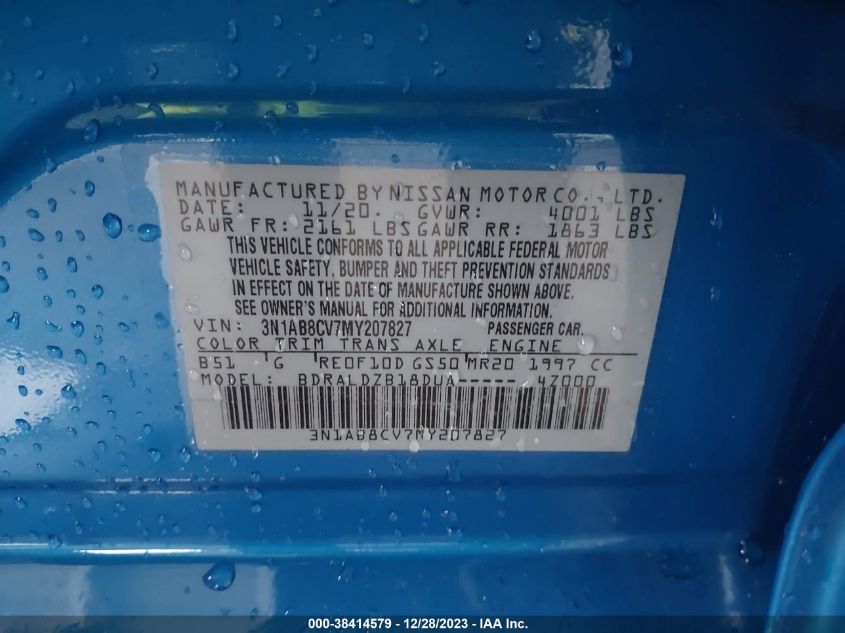 MANUFACTURED BY NISSAN MOTOR CO., LTD.
DATE: 11/20. GVWR: 4001 LBS
GAWR FR: 2161 LBS GAWR RR: 1863 LBS
THIS VEHICLE CONFORMS TO ALL APPLICABLE FEDERAL MOTOR
VEHICLE SAFETY, BUMPER AND THEFT PREVENTION STANDARDS
IN EFFECT ON THE DATE OF MANUFACTURE SHOWN ABOVE.
SEE OWNER'S MANUAL FOR ADDITIONAL INFORMATION.
VIN: 3N1AB8CV7MY207827 PASSENGER CAR.
COLOR TRIM TRANS AXLE ENGINE
B51 G RE0F10D GS50 MR20 1997 CC
MODEL: BDRALDZB18DUA----- 4Z000
3N1AB8CV7MY207827
000-38414579 - 12/28/2023 - IAA Inc.